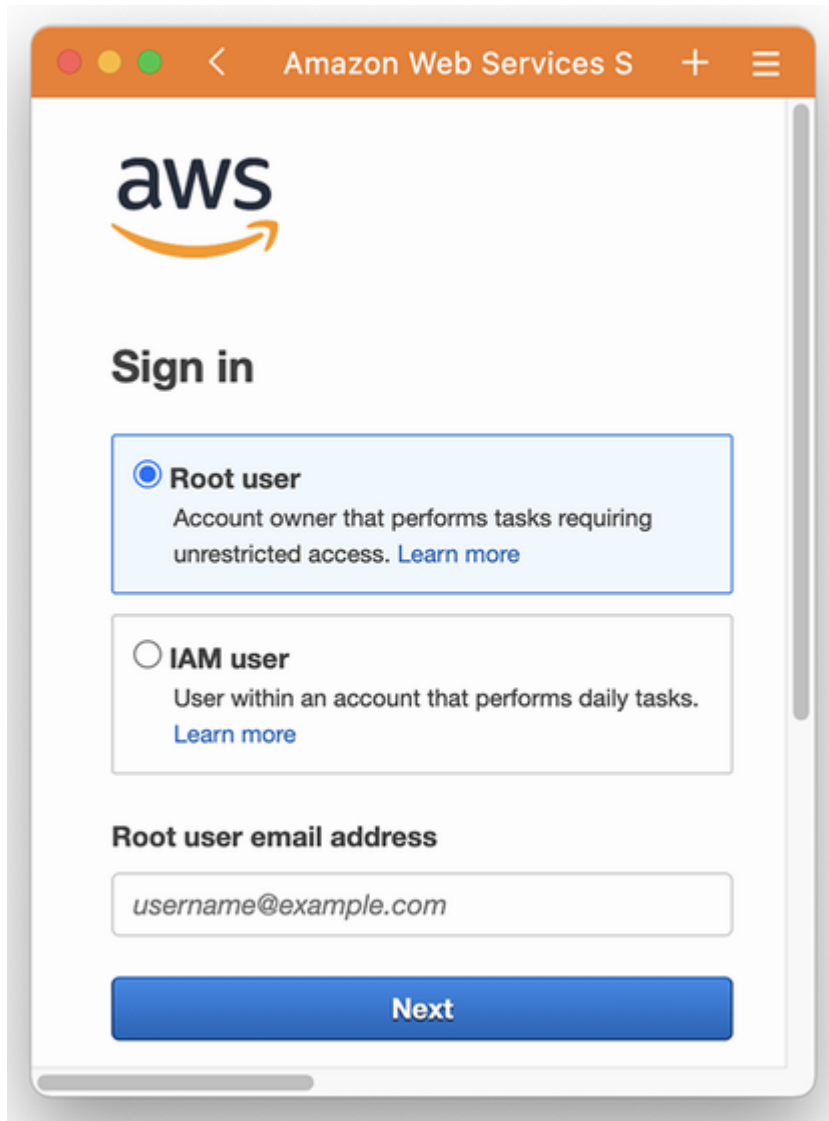 Amazon Web Services S
aws
Sign in
Root user
Account owner that performs tasks requiring
unrestricted access. Learn more
IAM user
User within an account that performs daily tasks.
Learn more
Root user email address
username@example.com
Next